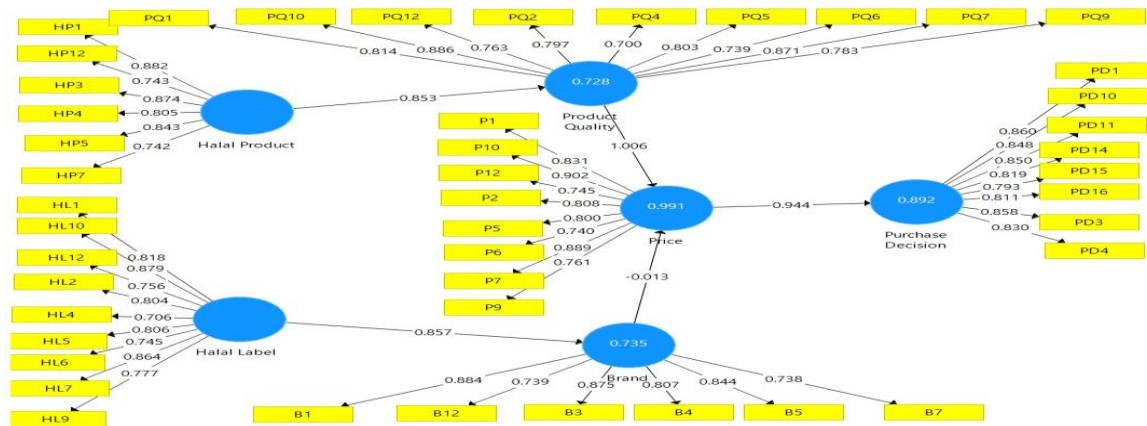 PQ1
PQ10
PQ12
PQ2
PQ4
PQ5
PQ6
PQ7
PQ9
0.814
0.886
0.763
0.797
0.700
0.803
0.739
0.871
0.783
0.728
Product
Quality
HP1
HP12
HP3
HP4
HP5
HP7
0.882
0.743
0.874
0.805
0.843
0.742
Halal Product
0.853
1.006
P1
P10
P12
P2
P5
P6
P7
P9
0.831
0.902
0.745
0.808
0.800
0.740
0.889
0.761
0.991
Price
0.944
PD1
PD10
PD11
PD14
PD15
PD16
PD3
PD4
0.860
0.848
0.850
0.819
0.793
0.811
0.858
0.830
0.892
Purchase
Decision
HL1
HL10
HL12
HL2
HL4
HL5
HL6
HL7
HL9
0.818
0.879
0.756
0.804
0.706
0.806
0.745
0.864
0.777
Halal Label
0.857
-0.013
0.735
Brand
0.884
0.739
0.875
0.807
0.844
0.738
B1
B12
B3
B4
B5
B7